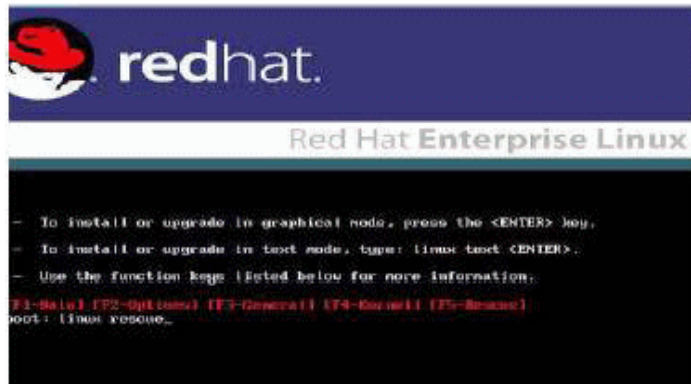 redhat.
Red Hat Enterprise Linux
- To install or upgrade in graphical mode, press the <ENTER> key.
- To install or upgrade in text mode, type: linux text <ENTER>.
- Use the function keys listed below for more information.
[F1-Main] [F2-Options] [F3-General] [F4-Kernel] [F5-Rescue]
boot: linux rescue_